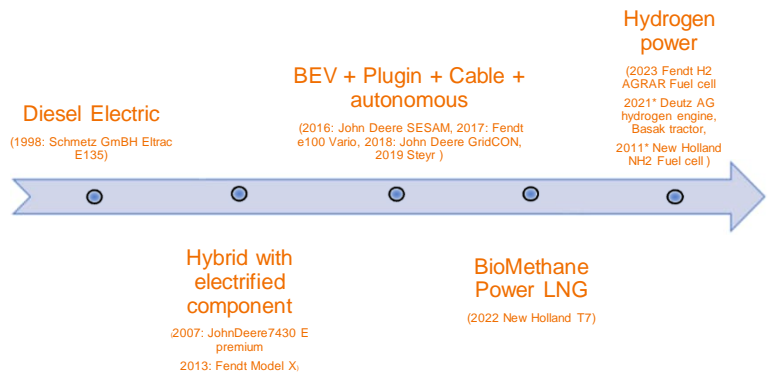 Diesel Electric
(1998: Schmetz GmBH Eltrac
E135)
Hybrid with
electrified
component
(2007: JohnDeere7430 E
premium
2013: Fendt Model X)
BEV + Plugin + Cable +
autonomous
(2016: John Deere SESAM, 2017: Fendt
e100 Vario, 2018: John Deere GridCON,
2019 Steyr )
BioMethane
Power LNG
(2022 New Holland T7)
Hydrogen
power
(2023 Fendt H2
AGRAR Fuel cell
2021* Deutz AG
hydrogen engine,
Basak tractor,
2011* New Holland
NH2 Fuel cell )